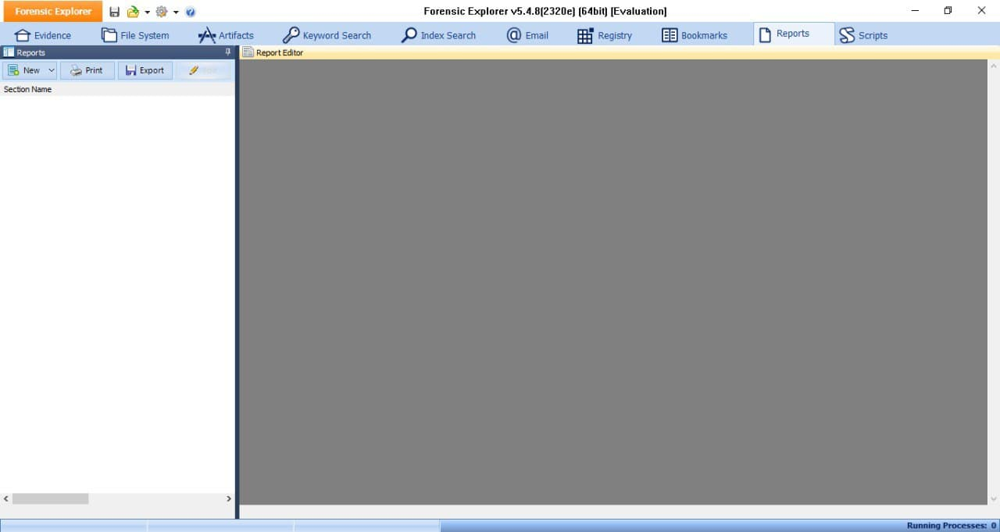 Forensic Explorer
Forensic Explorer v5.4.8(2320e) (64bit) [Evaluation]
Evidence File System Artifacts Keyword Search Index Search Email Registry Bookmarks Reports Scripts
Reports
Report Editor
New Print Export
Section Name
Running Processes: 0